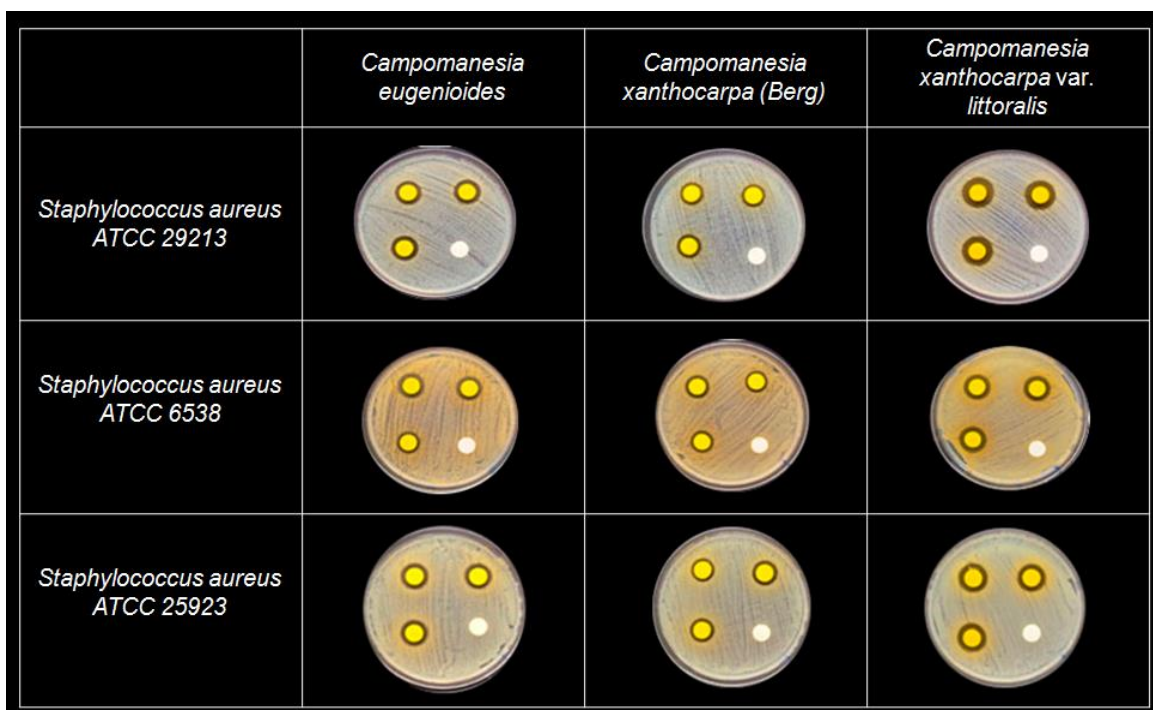 Campomanesia
eugenioides
Campomanesia
xanthocarpa (Berg)
Campomanesia
xanthocarpa var.
littoralis
Staphylococcus aureus
ATCC 29213
Staphylococcus aureus
ATCC 6538
Staphylococcus aureus
ATCC 25923